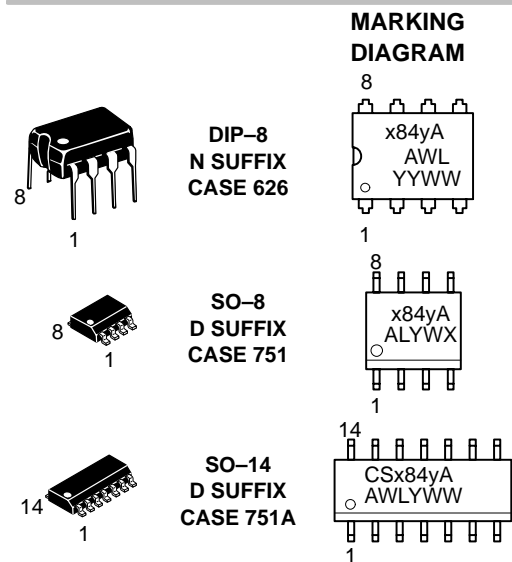 MARKING
DIAGRAM
8
1
DIP–8
N SUFFIX
CASE 626
8
x84yA
AWL
YYWW
1
8
1
SO–8
D SUFFIX
CASE 751
8
x84yA
ALYWX
1
14
1
SO–14
D SUFFIX
CASE 751A
14
CSx84yA
AWLYWW
1